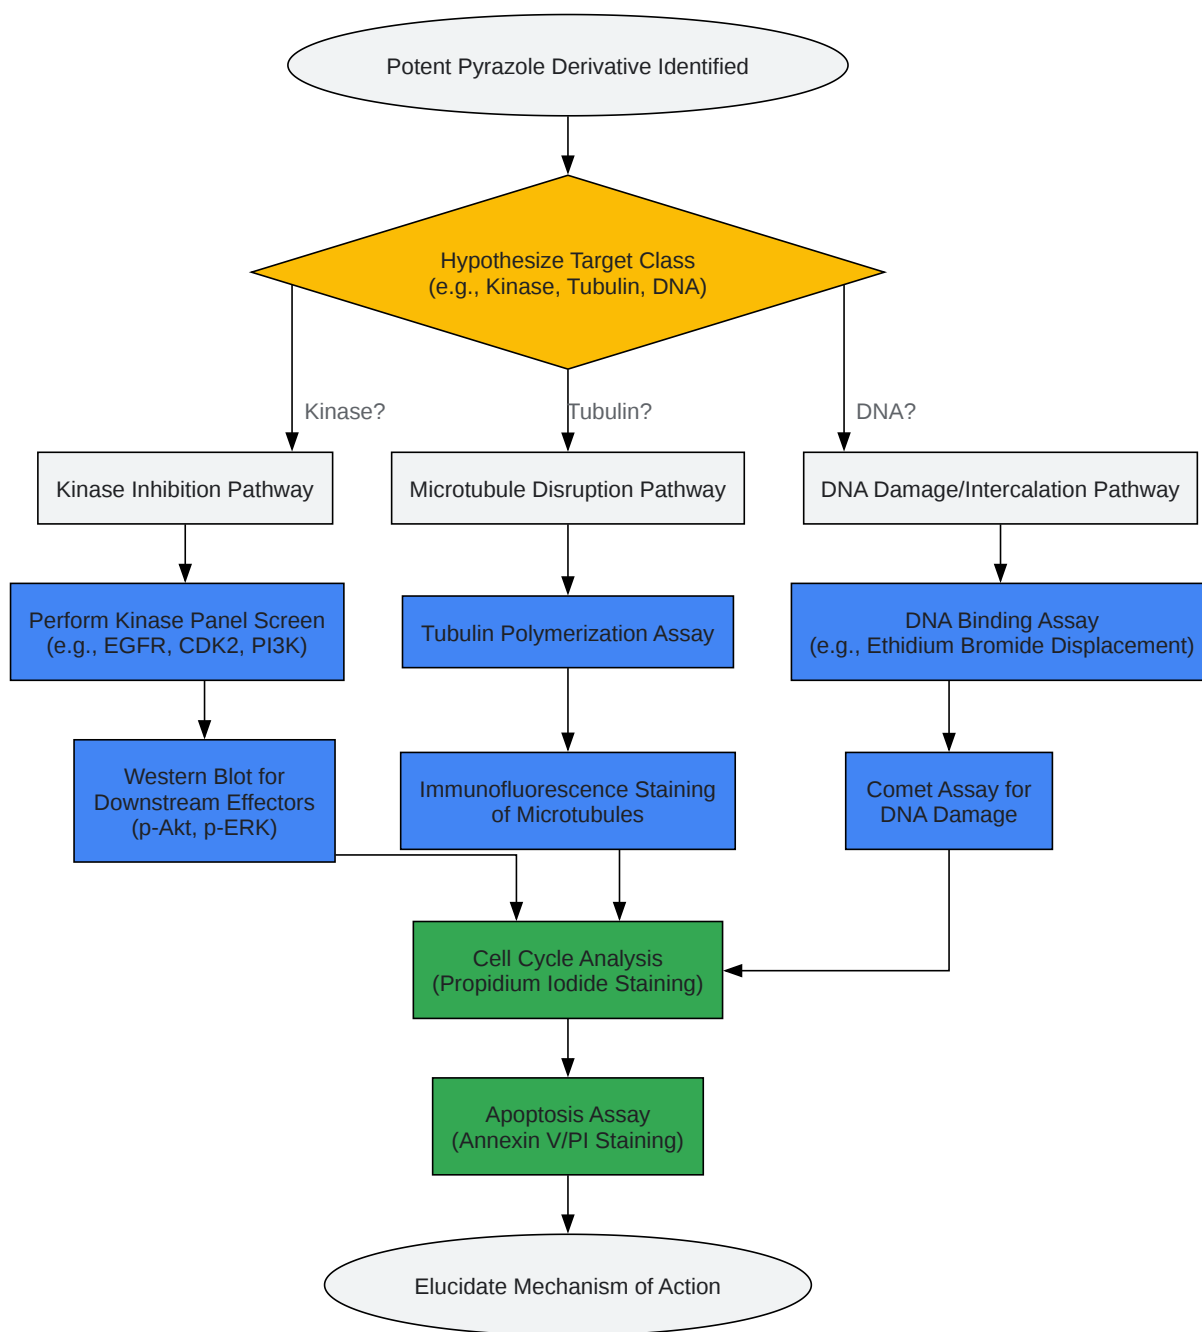 Potent Pyrazole Derivative Identified
Hypothesize Target Class
(e.g., Kinase, Tubulin, DNA)
Kinase?
Tubulin?
DNA?
Kinase Inhibition Pathway
Microtubule Disruption Pathway
DNA Damage/Intercalation Pathway
Perform Kinase Panel Screen
(e.g., EGFR, CDK2, PI3K)
Tubulin Polymerization Assay
DNA Binding Assay
(e.g., Ethidium Bromide Displacement)
Western Blot for
Downstream Effectors
(p-Akt, p-ERK)
Immunofluorescence Staining
of Microtubules
Comet Assay for
DNA Damage
Cell Cycle Analysis
(Propidium Iodide Staining)
Apoptosis Assay
(Annexin V/PI Staining)
Elucidate Mechanism of Action